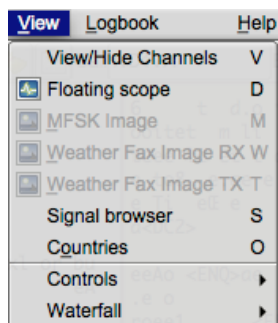 View Logbook Help
View/Hide Channels V
Floating scope D
MFSK Image M
Weather Fax Image RX W
Weather Fax Image TX T
Signal browser S
Countries O
Controls
Waterfall